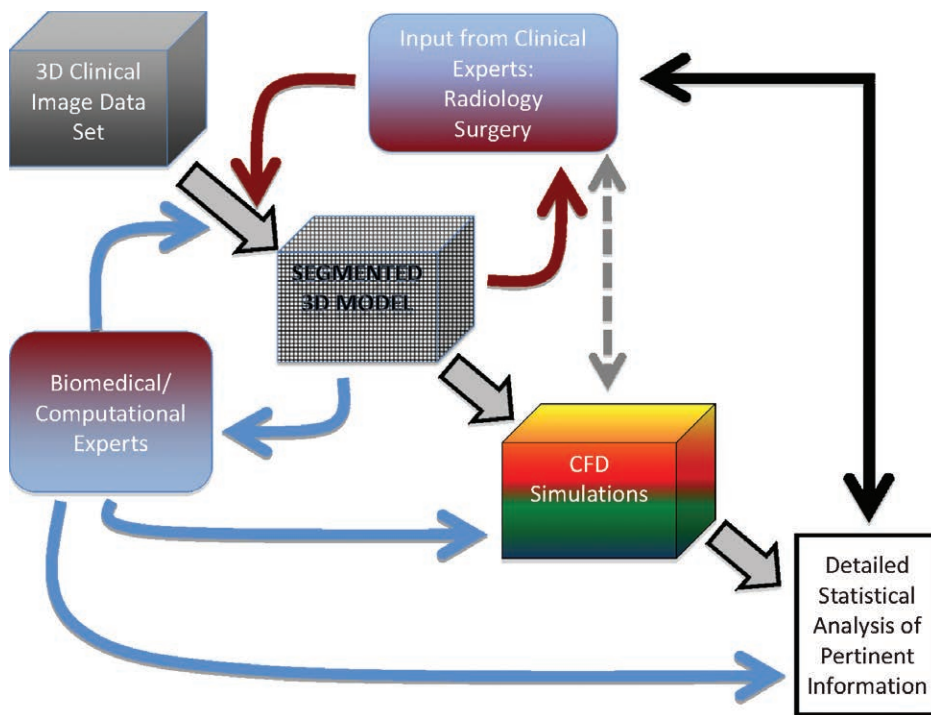 3D Clinical
Image Data
Set
Input from Clinical
Experts:
Radiology
Surgery
SEGMENTED
3D MODEL
Biomedical/
Computational
Experts
CFD
Simulations
Detailed
Statistical
Analysis of
Pertinent
Information